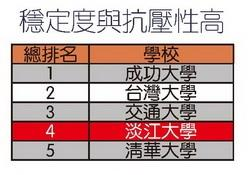 穩定度與抗壓性高
總排名 學校
1 成功大學
2 台灣大學
3 交通大學
4 淡江大學
5 清華大學